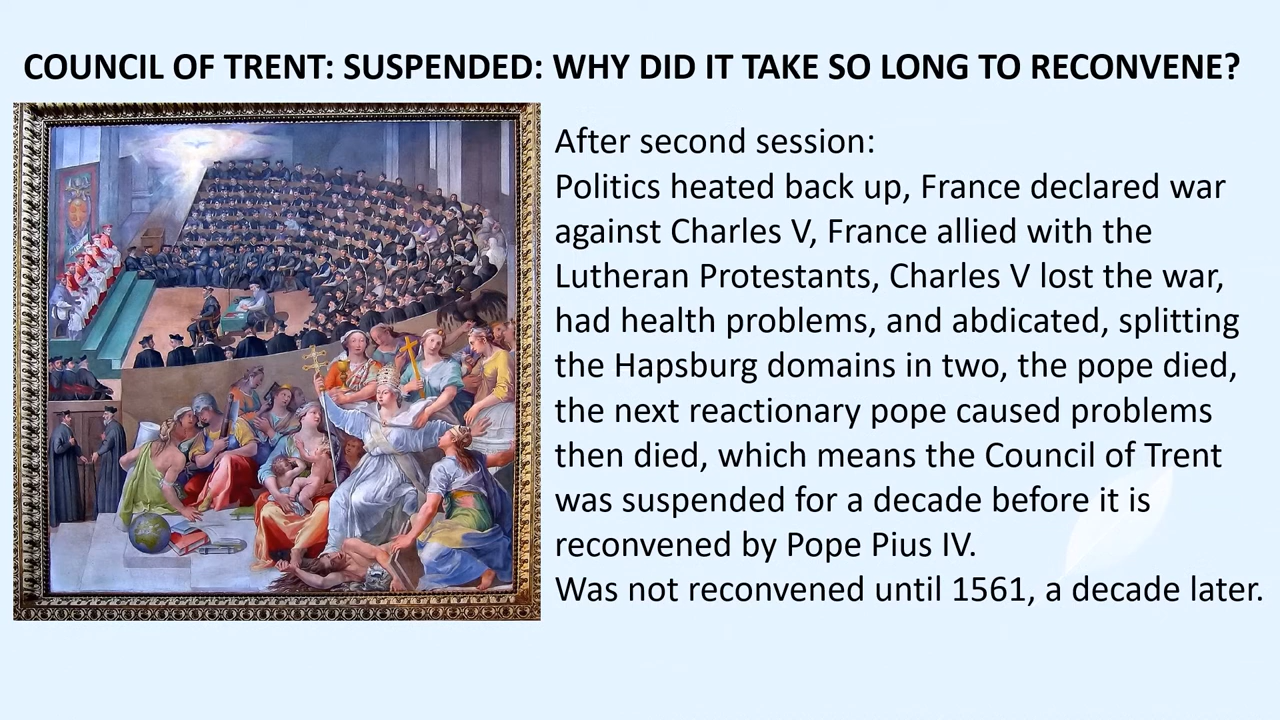 COUNCIL OF TRENT: SUSPENDED: WHY DID IT TAKE SO LONG TO RECONVENE?
After second session:
Politics heated back up, France declared war
against Charles V, France allied with the
Lutheran Protestants, Charles V lost the war,
had health problems, and abdicated, splitting
the Hapsburg domains in two, the pope died,
the next reactionary pope caused problems
then died, which means the Council of Trent
was suspended for a decade before it is
reconvened by Pope Pius IV.
Was not reconvened until 1561, a decade later.